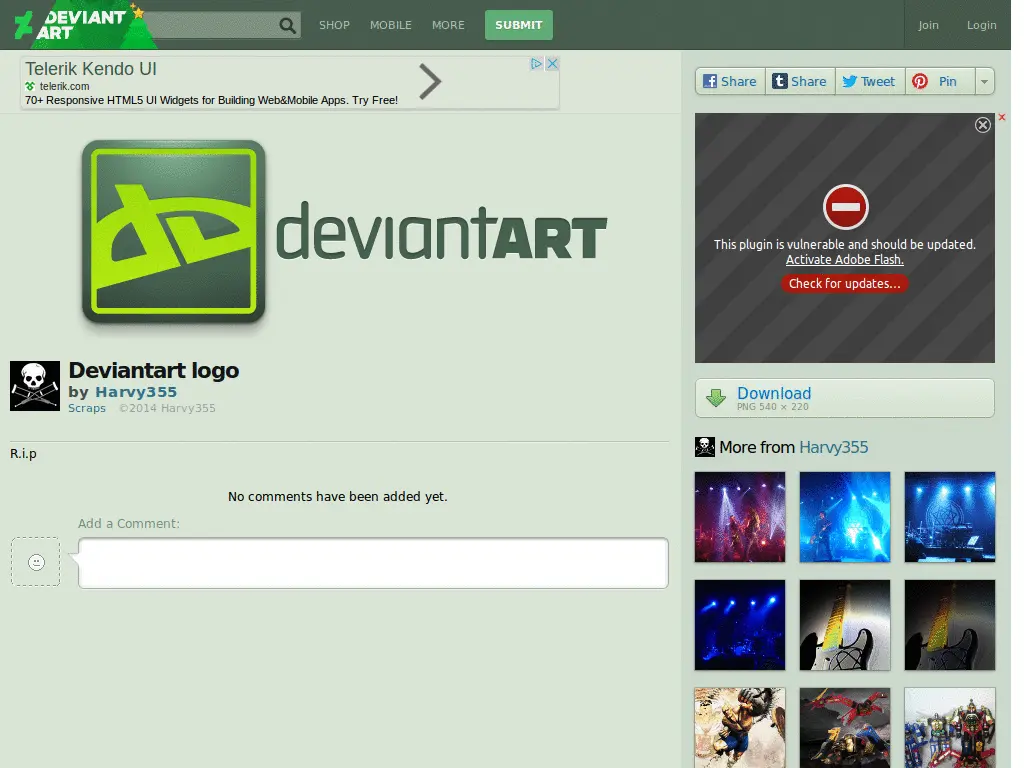 DEVIANT
ART
SHOP
MOBILE
MORE
SUBMIT
Join
Login
Telerik Kendo UI
telerik.com
70+ Responsive HTML5 UI Widgets for Building Web&Mobile Apps. Try Free!
Share
Share
Tweet
Pin
deviantART
This plugin is vulnerable and should be updated.
Activate Adobe Flash.
Check for updates...
Deviantart logo
by Harvy355
Scraps ©2014 Harvy355
Download
PNG 540 × 220
More from Harvy355
R.i.p
No comments have been added yet.
Add a Comment: